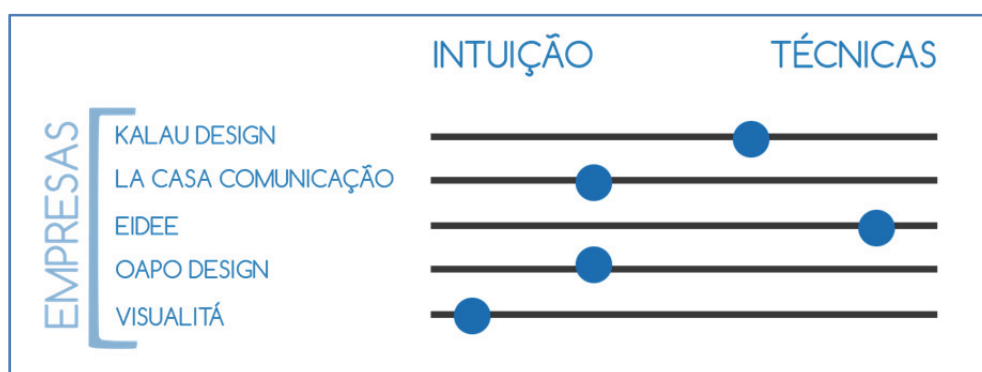 INTUIÇÃO TÉCNICAS
EMPRESAS
KALAU DESIGN
LA CASA COMUNICAÇÃO
EIDEE
OAPO DESIGN
VISUALITÁ